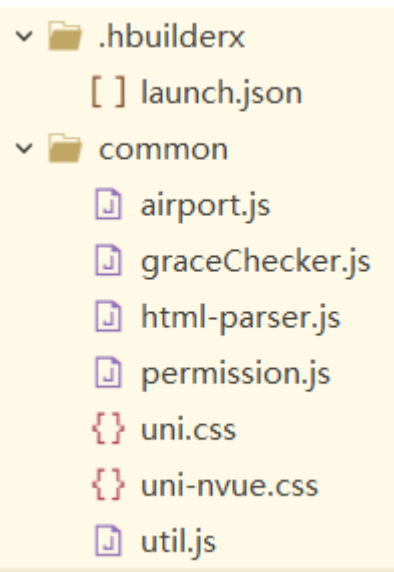 .hbuilderx
[ ] launch.json
common
airport.js
graceChecker.js
html-parser.js
permission.js
{} uni.css
{} uni-nvue.css
util.js